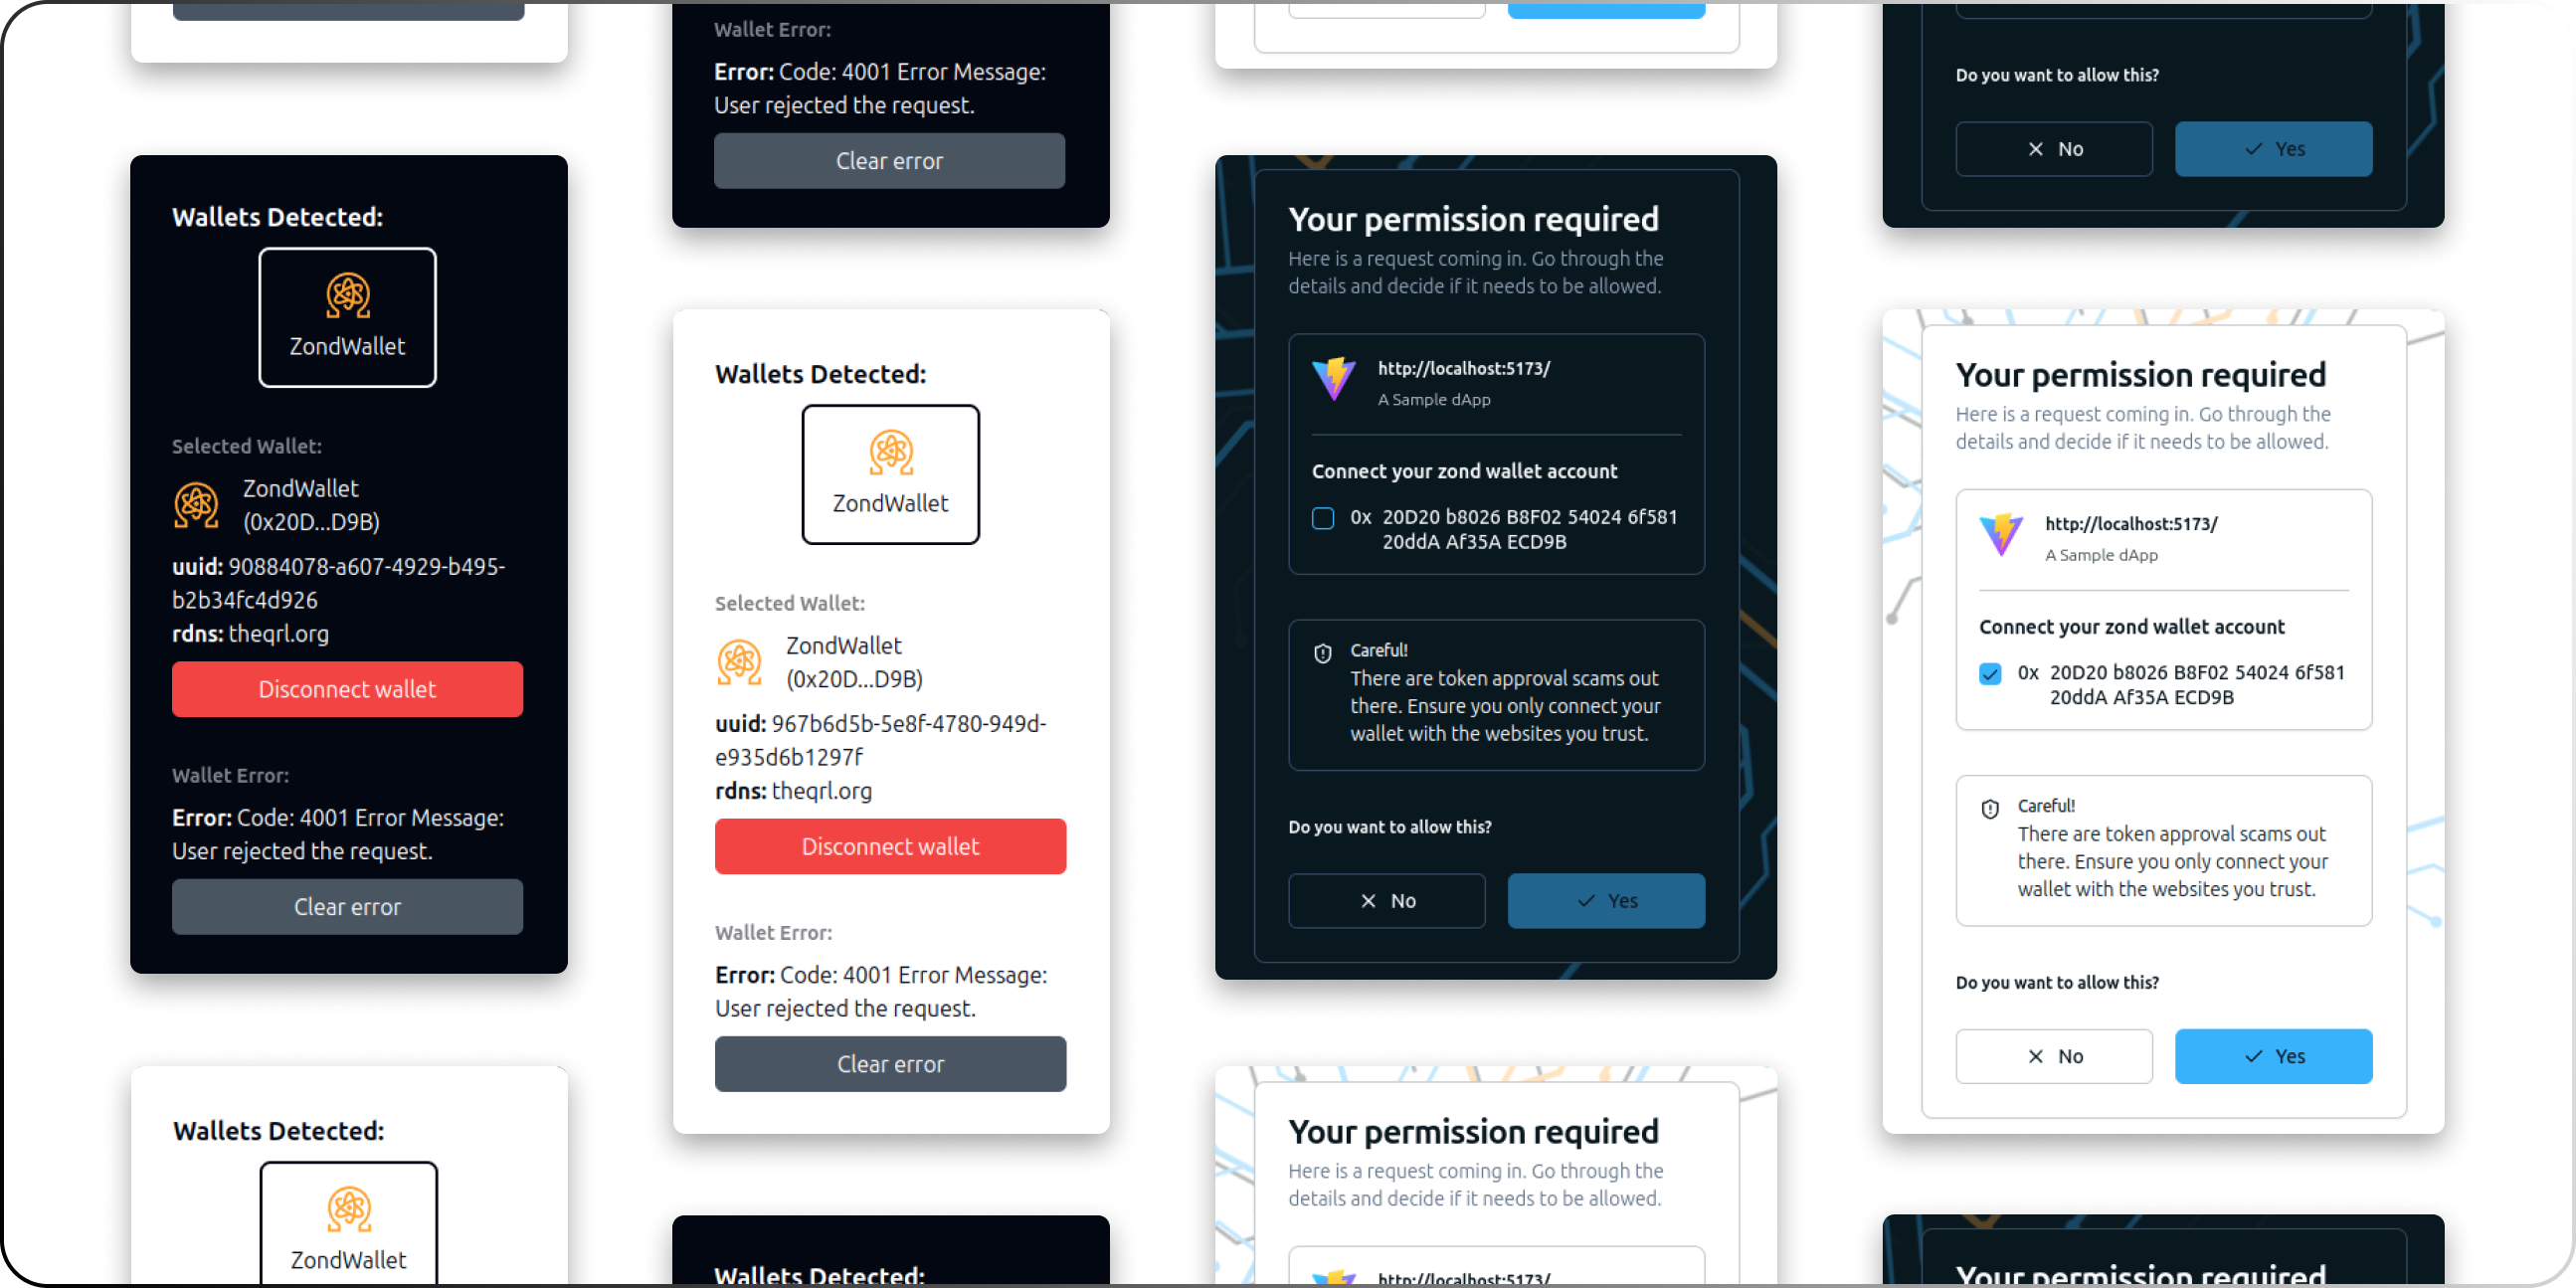 Wallets Detected:
ZondWallet
Selected Wallet:
ZondWallet
(0x20D...D9B)
uuid: 90884078-a607-4929-b495-
b2b34fc4d926
rdns: theqrl.org
Disconnect wallet
Wallet Error:
Error: Code: 4001 Error Message:
User rejected the request.
Clear error
Wallets Detected:
ZondWallet
Wallet Error:
Error: Code: 4001 Error Message:
User rejected the request.
Clear error
Wallets Detected:
ZondWallet
Selected Wallet:
ZondWallet
(0x20D...D9B)
uuid: 967b6d5b-5e8f-4780-949d-
e935d6b1297f
rdns: theqrl.org
Disconnect wallet
Wallet Error:
Error: Code: 4001 Error Message:
User rejected the request.
Clear error
Wallets Detected:
Your permission required
Here is a request coming in. Go through the
details and decide if it needs to be allowed.
http://localhost:5173/
A Sample dApp
Connect your zond wallet account
0x 20D20 b8026 B8F02 54024 6f581
20ddA Af35A ECD9B
Careful!
There are token approval scams out
there. Ensure you only connect your
wallet with the websites you trust.
Do you want to allow this?
No
Yes
Your permission required
Here is a request coming in. Go through the
details and decide if it needs to be allowed.
http://localhost:5173/
Do you want to allow this?
No
Yes
Your permission required
Here is a request coming in. Go through the
details and decide if it needs to be allowed.
http://localhost:5173/
A Sample dApp
Connect your zond wallet account
0x 20D20 b8026 B8F02 54024 6f581
20ddA Af35A ECD9B
Careful!
There are token approval scams out
there. Ensure you only connect your
wallet with the websites you trust.
Do you want to allow this?
No
Yes
Your permission required